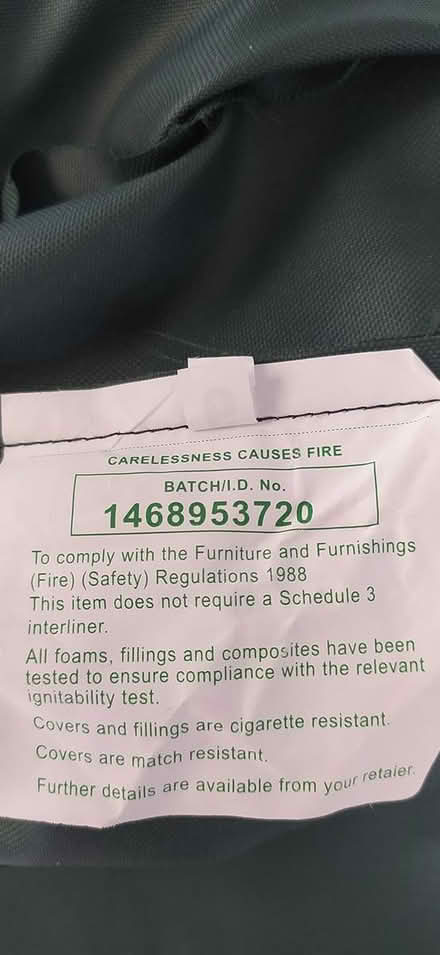 CARELESSNESS CAUSES FIRE
BATCH/I.D. No.
1468953720
To comply with the Furniture and Furnishings
(Fire) (Safety) Regulations 1988
This item does not require a Schedule 3
interliner.
All foams, fillings and composites have been
tested to ensure compliance with the relevant
ignitability test.
Covers and fillings are cigarette resistant.
Covers are match resistant.
Further details are available from your retaler.